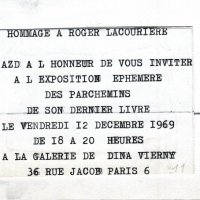 HOMMAGE A ROGER LACOURIERE
AZD A L HONNEUR DE VOUS INVITER
A L EXPOSITION EPHEMERE
DES PARCHEMINS
DE SON DERNIER LIVRE
LE VENDREDI 12 DECEMBRE 1969
DE 18 A 20 HEURES
A LA GALERIE DE DINA VIERNY
36 RUE JACOB PARIS 6